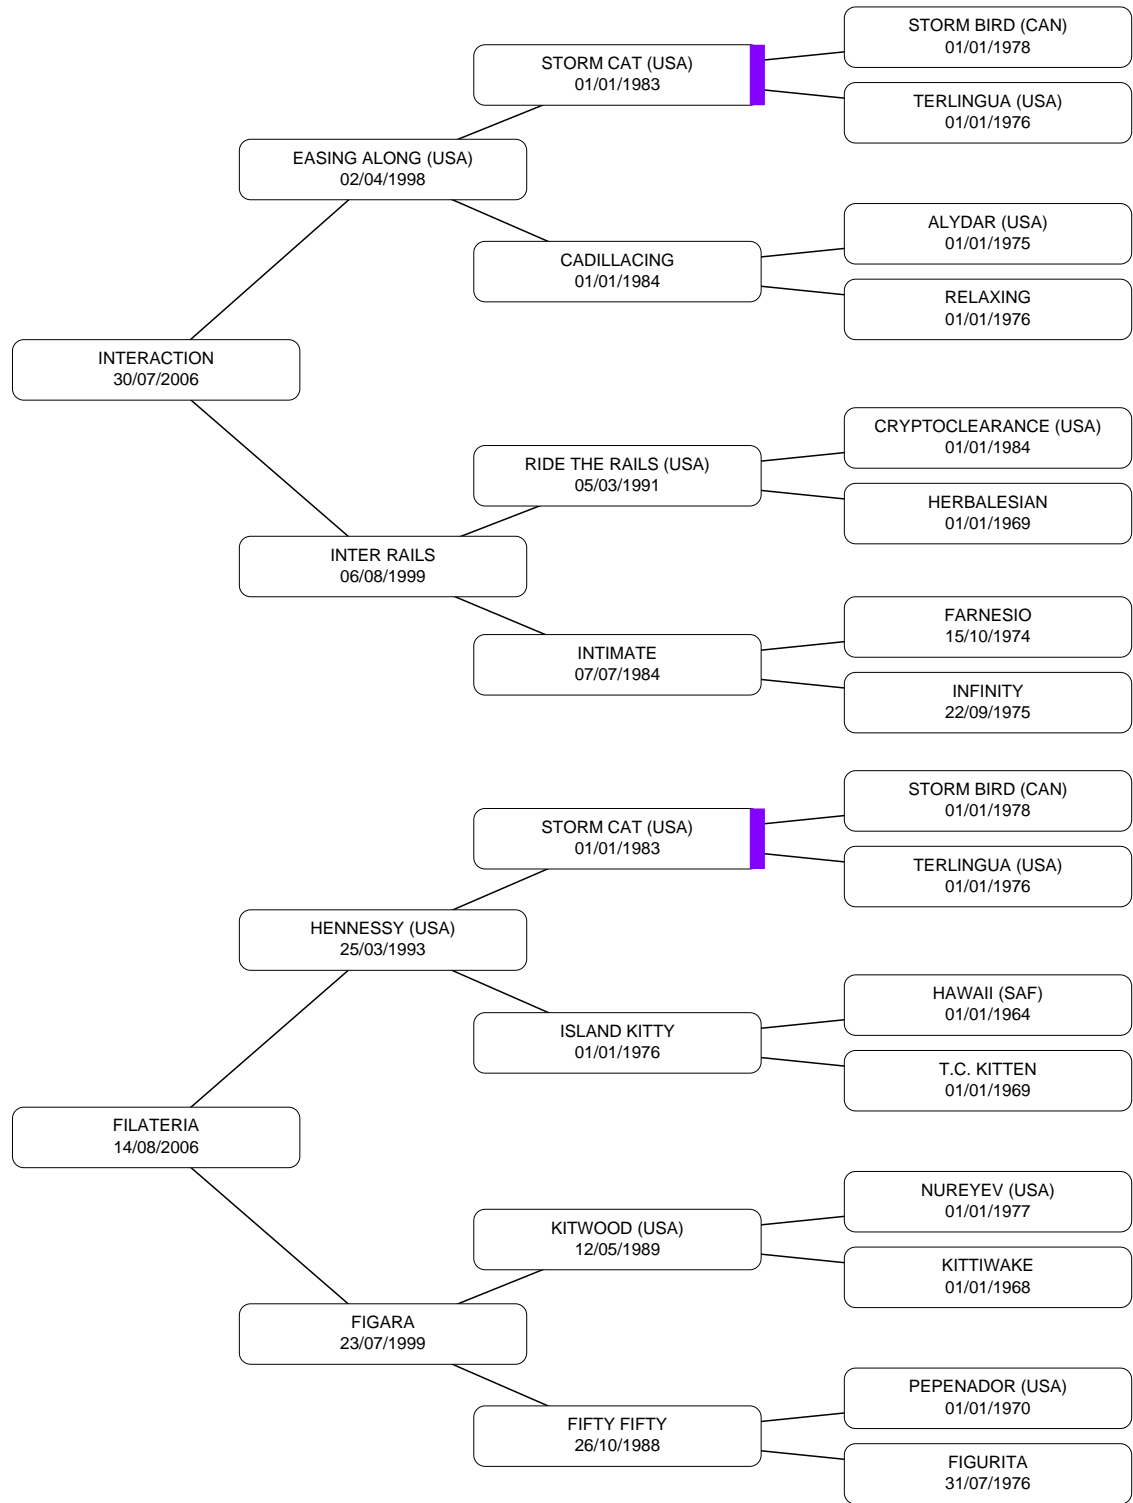 STORM BIRD (CAN)
01/01/1978
STORM CAT (USA)
01/01/1983
TERLINGUA (USA)
01/01/1976
EASING ALONG (USA)
02/04/1998
ALYDAR (USA)
01/01/1975
CADILLACING
01/01/1984
RELAXING
01/01/1976
INTERACTION
30/07/2006
CRYPTOCLEARANCE (USA)
01/01/1984
RIDE THE RAILS (USA)
05/03/1991
HERBALESIAN
01/01/1969
INTER RAILS
06/08/1999
FARNESIO
15/10/1974
INTIMATE
07/07/1984
INFINITY
22/09/1975
STORM BIRD (CAN)
01/01/1978
STORM CAT (USA)
01/01/1983
TERLINGUA (USA)
01/01/1976
HENNESSY (USA)
25/03/1993
HAWAII (SAF)
01/01/1964
ISLAND KITTY
01/01/1976
T.C. KITTEN
01/01/1969
FILATERIA
14/08/2006
NUREYEV (USA)
01/01/1977
KITWOOD (USA)
12/05/1989
KITTIWAKE
01/01/1968
FIGARA
23/07/1999
PEPENADOR (USA)
01/01/1970
FIFTY FIFTY
26/10/1988
FIGURITA
31/07/1976